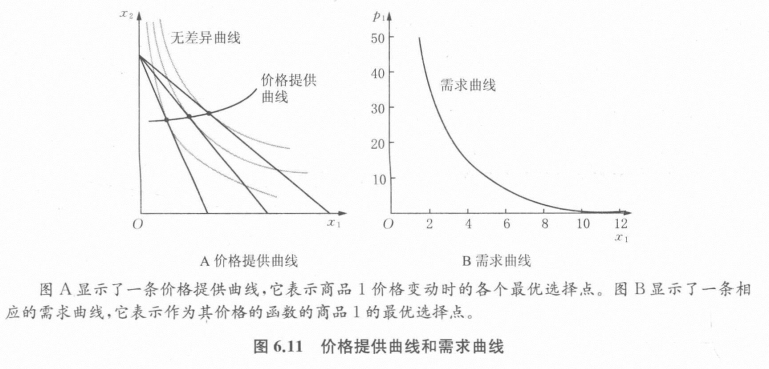 x₂
无差异曲线
价格提供
曲线
O
x₁
A 价格提供曲线
p₁
50
40
30
20
10
需求曲线
O
2
4
6
8
10
12
x₁
B 需求曲线
图 A 显示了一条价格提供曲线,它表示商品 1 价格变动时的各个最优选择点。图 B 显示了一条相
应的需求曲线,它表示作为其价格的函数的商品 1 的最优选择点。
图 6.11 价格提供曲线和需求曲线